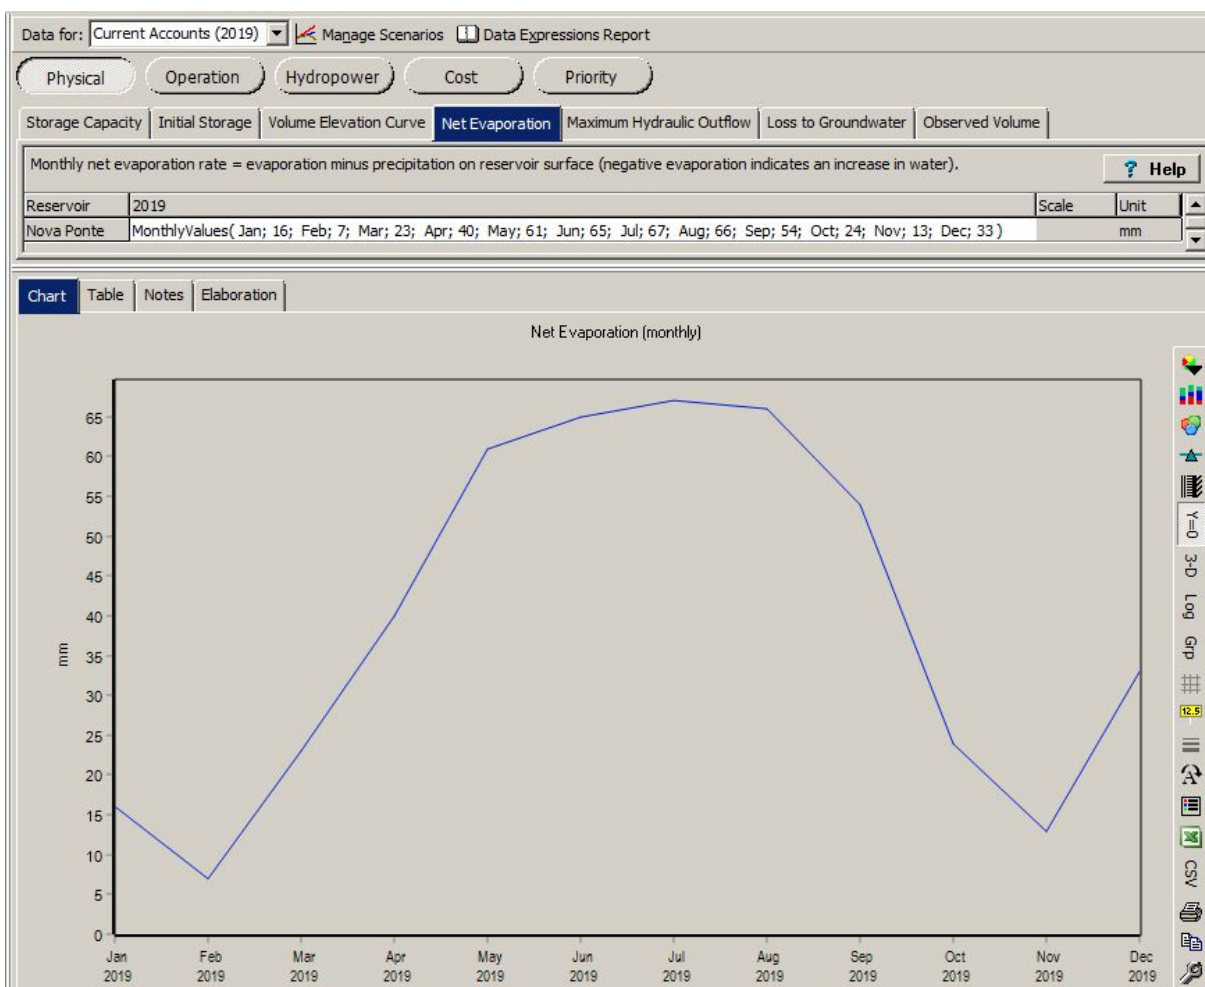 Data for: Current Accounts (2019) Manage Scenarios Data Expressions Report
Physical Operation Hydropower Cost Priority
Storage Capacity Initial Storage Volume Elevation Curve Net Evaporation Maximum Hydraulic Outflow Loss to Groundwater Observed Volume
Monthly net evaporation rate = evaporation minus precipitation on reservoir surface (negative evaporation indicates an increase in water). ? Help
Reservoir 2019 Scale Unit
Nova Ponte MonthlyValues( Jan; 16; Feb; 7; Mar; 23; Apr; 40; May; 61; Jun; 65; Jul; 67; Aug; 66; Sep; 54; Oct; 24; Nov; 13; Dec; 33 ) mm
Chart Table Notes Elaboration
Net Evaporation (monthly)
65
60
55
50
45
40
35
30
25
20
15
10
5
0
mm
Jan Feb Mar Apr May Jun Jul Aug Sep Oct Nov Dec
2019 2019 2019 2019 2019 2019 2019 2019 2019 2019 2019 2019
Y=0
3-D
Log
Grp
12.5
A
CSV